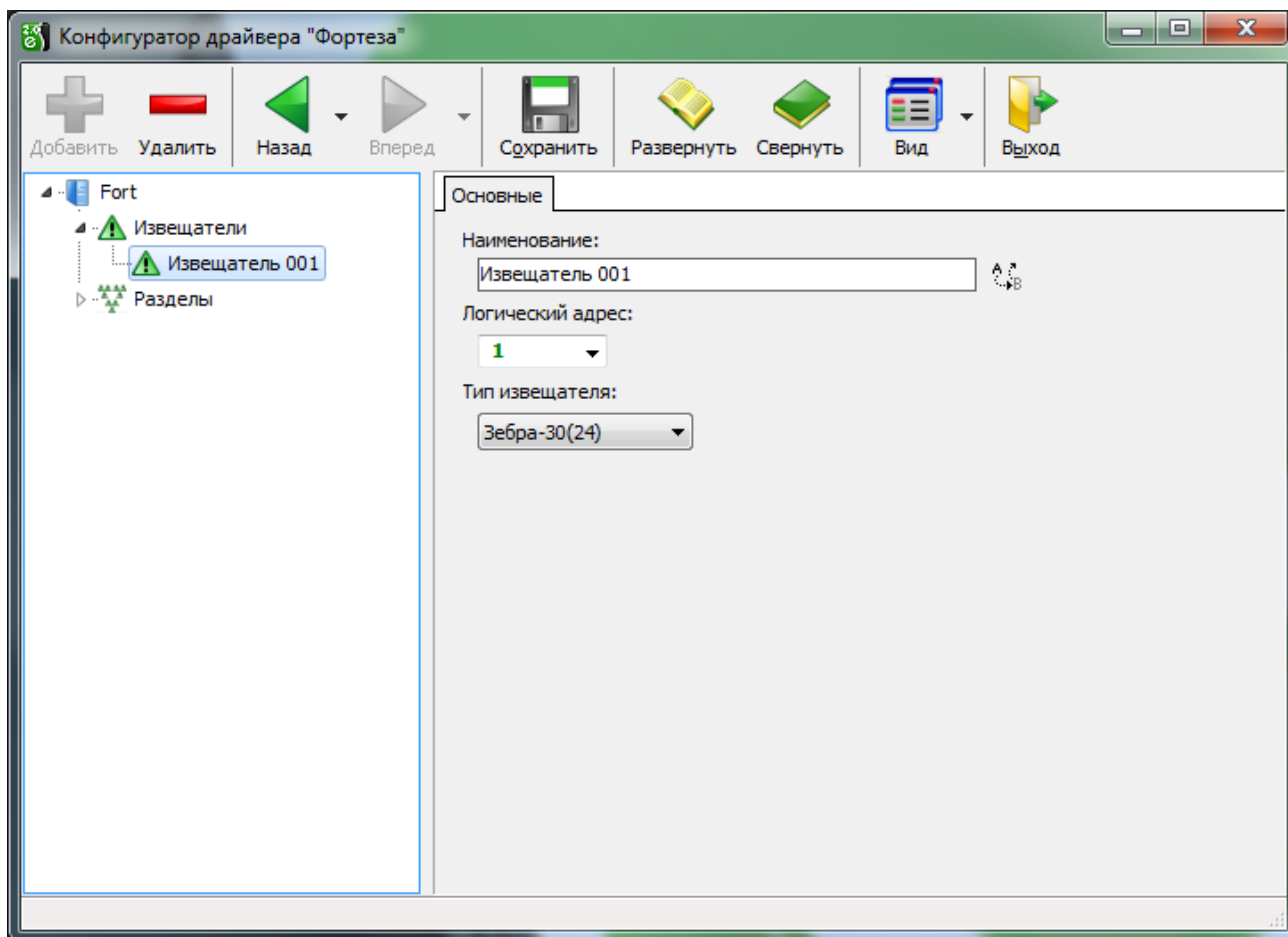 Конфигуратор драйвера "Фортеза"
Добавить Удалить Назад Вперед Сохранить Развернуть Свернуть Вид Выход
Fort
Извещатели
Извещатель 001
Разделы
Основные
Наименование:
Извещатель 001
Логический адрес:
1
Тип извещателя:
Зебра-30(24)